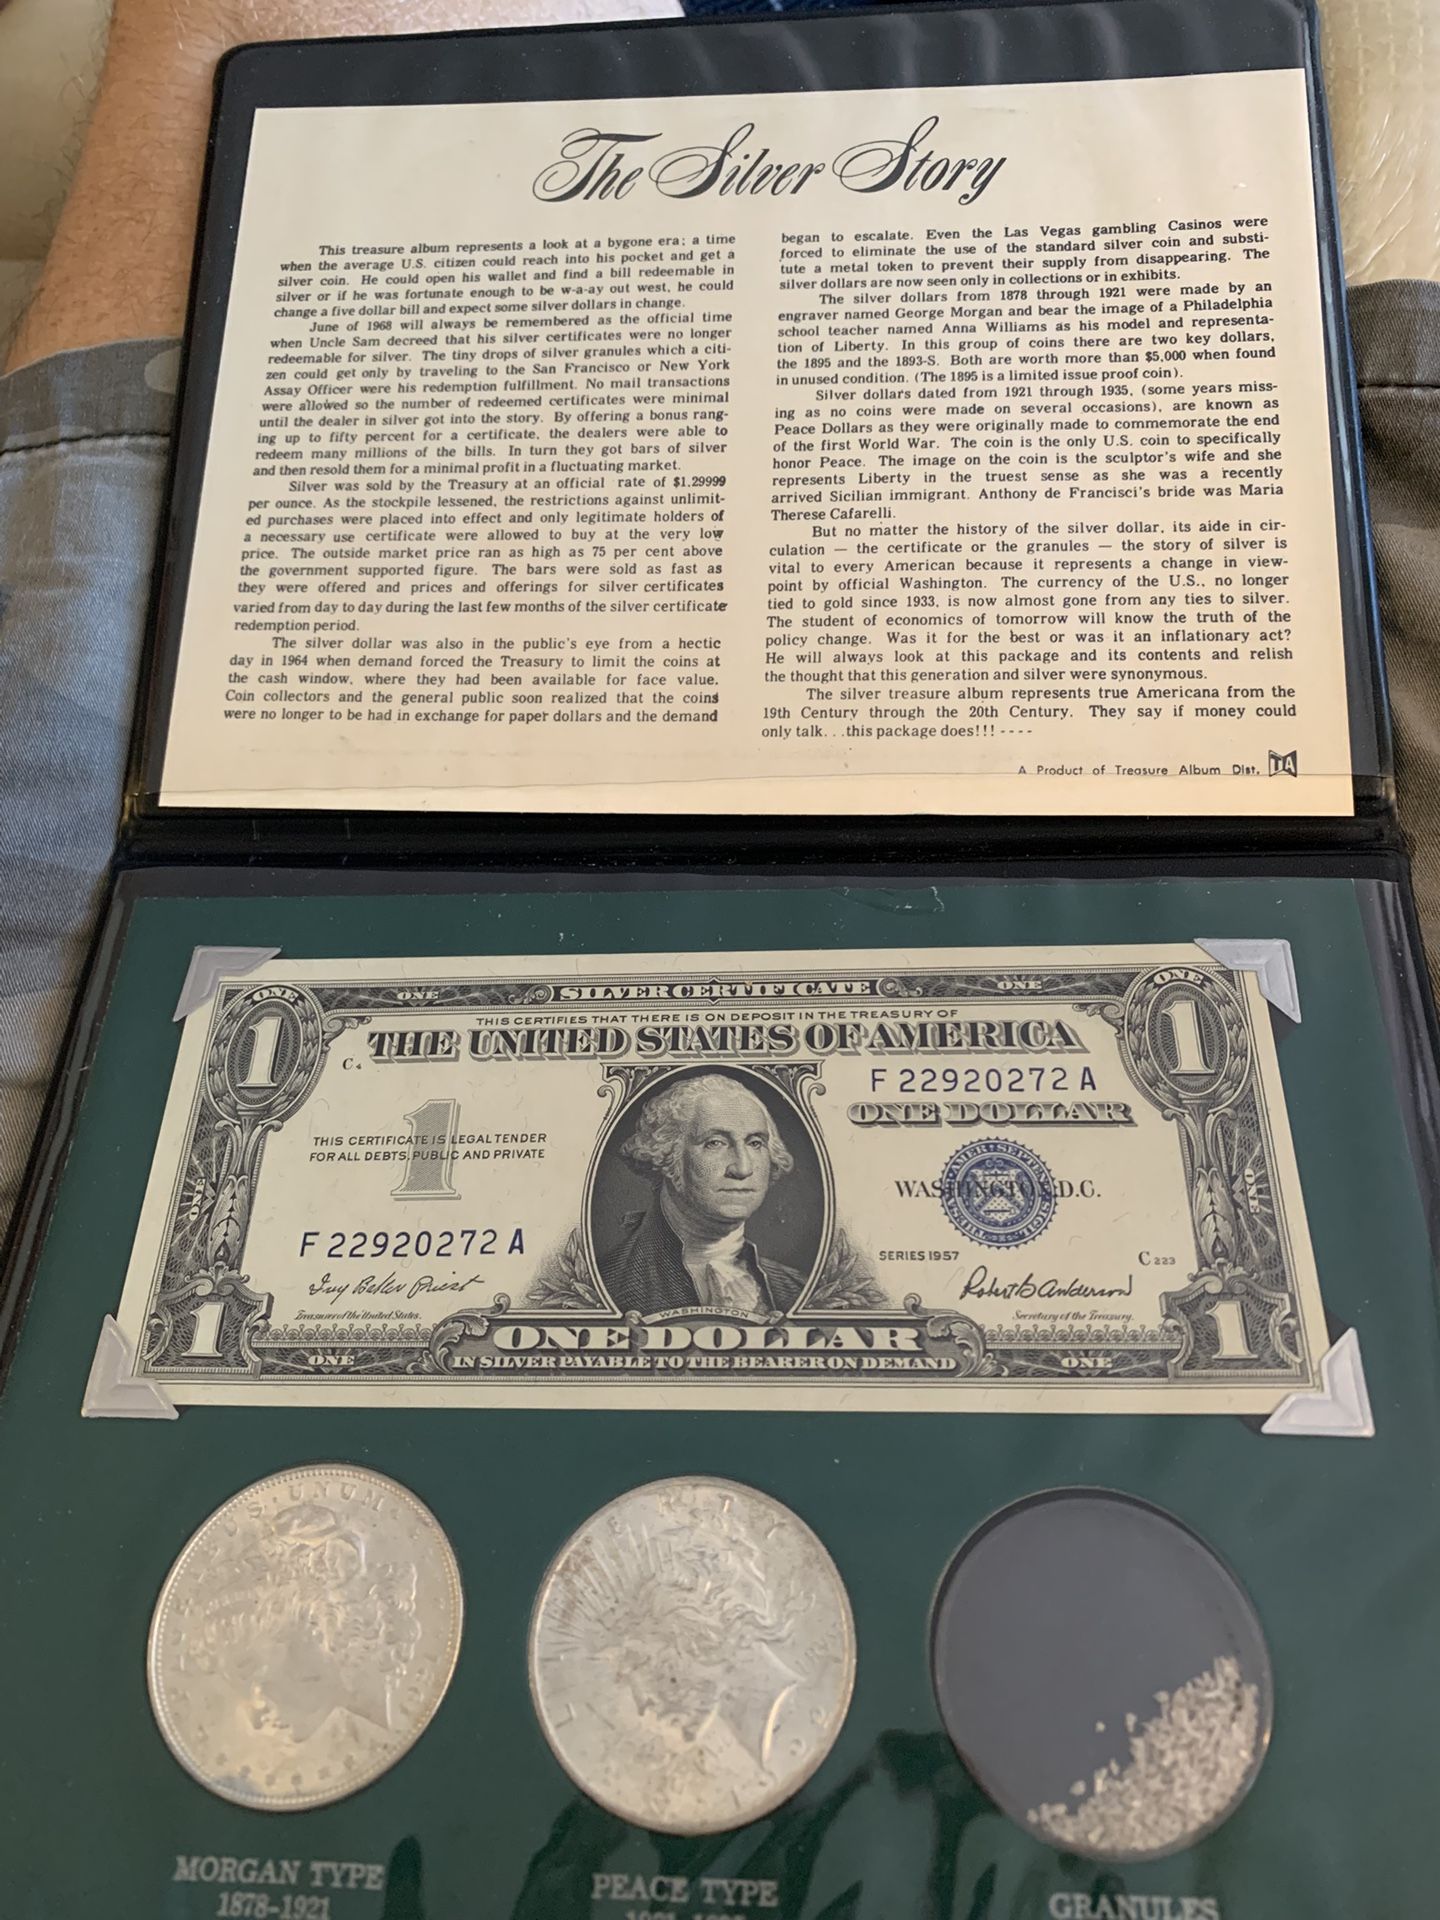 The Silver Story
This treasure album represents a look at a bygone era; a time
when the average U.S. citizen could reach into his pocket and get a
silver coin. He could open his wallet and find a bill redeemable in
silver or if he was fortunate enough to be w-a-ay out west, he could
change a five dollar bill and expect some silver dollars in change.
June of 1968 will always be remembered as the official time
when Uncle Sam decreed that his silver certificates were no longer
redeemable for silver. The tiny drops of silver granules which a citi-
zen could get only by traveling to the San Francisco or New York
Assay Officer were his redemption fulfillment. No mail transactions
were allowed so the number of redeemed certificates were minimal
until the dealer in silver got into the story. By offering a bonus rang-
ing up to fifty percent for a certificate, the dealers were able to
redeem many millions of the bills. In turn they got bars of silver
and then resold them for a minimal profit in a fluctuating market.
Silver was sold by the Treasury at an official rate of $1.29999
per ounce. As the stockpile lessened, the restrictions against unlimit-
ed purchases were placed into effect and only legitimate holders of
a necessary use certificate were allowed to buy at the very low
price. The outside market price ran as high as 75 per cent above
the government supported figure. The bars were sold as fast as
they were offered and prices and offerings for silver certificates
varied from day to day during the last few months of the silver certificate
redemption period.
The silver dollar was also in the public's eye from a hectic
day in 1964 when demand forced the Treasury to limit the coins at
the cash window, where they had been available for face value.
Coin collectors and the general public soon realized that the coins
were no longer to be had in exchange for paper dollars and the demand
began to escalate. Even the Las Vegas gambling Casinos were
forced to eliminate the use of the standard silver coin and substi-
tute a metal token to prevent their supply from disappearing. The
silver dollars are now seen only in collections or in exhibits.
The silver dollars from 1878 through 1921 were made by an
engraver named George Morgan and bear the image of a Philadelphia
school teacher named Anna Williams as his model and representa-
tion of Liberty. In this group of coins there are two key dollars,
the 1895 and the 1893-S. Both are worth more than $5,000 when found
in unused condition. (The 1895 is a limited issue proof coin).
Silver dollars dated from 1921 through 1935, (some years miss-
ing as no coins were made on several occasions), are known as
Peace Dollars as they were originally made to commemorate the end
of the first World War. The coin is the only U.S. coin to specifically
honor Peace. The image on the coin is the sculptor's wife and she
represents Liberty in the truest sense as she was a recently
arrived Sicilian immigrant. Anthony de Francisci's bride was Maria
Therese Cafarelli.
But no matter the history of the silver dollar, its aide in cir-
culation — the certificate or the granules — the story of silver is
vital to every American because it represents a change in view-
point by official Washington. The currency of the U.S., no longer
tied to gold since 1933, is now almost gone from any ties to silver.
The student of economics of tomorrow will know the truth of the
policy change. Was it for the best or was it an inflationary act?
He will always look at this package and its contents and relish
the thought that this generation and silver were synonymous.
The silver treasure album represents true Americana from the
19th Century through the 20th Century. They say if money could
only talk. . .this package does!!! - - - -
A Product of Treasure Album Dist. TA
ONE ONE SILVER CERTIFICATE ONE ONE
1 1
THIS CERTIFIES THAT THERE IS ON DEPOSIT IN THE TREASURY OF
THE UNITED STATES OF AMERICA
C4
F 22920272 A
ONE DOLLAR
1
THIS CERTIFICATE IS LEGAL TENDER
FOR ALL DEBTS, PUBLIC AND PRIVATE
WASHINGTON, D.C.
ONE ONE
F 22920272 A
SERIES 1957
C 223
Ivy Baker Priest
Treasurer of the United States.
Robert B. Anderson
Secretary of the Treasury.
WASHINGTON
1 1
ONE DOLLAR
ONE IN SILVER PAYABLE TO THE BEARER ON DEMAND ONE
UNUM
MORGAN TYPE
1878-1921
PEACE TYPE
GRANULES